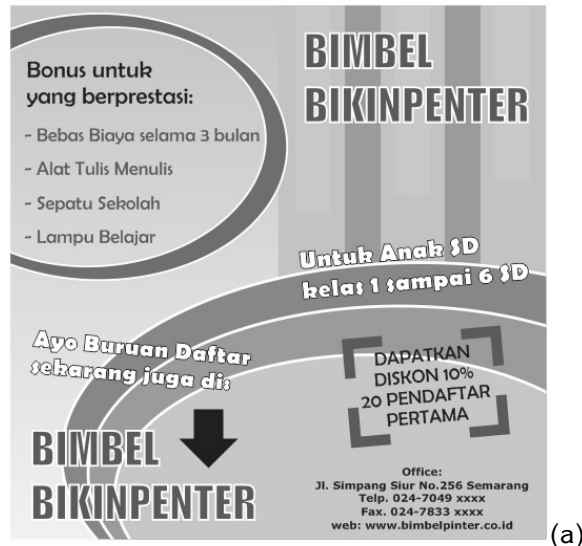 BIMBEL
BIKINPENTER
Bonus untuk
yang berprestasi:
- Bebas Biaya selama 3 bulan
- Alat Tulis Menulis
- Sepatu Sekolah
- Lampu Belajar
Untuk Anak SD
kelas 1 sampai 6 SD
Ayo Buruan Daftar
sekarang juga di:
DAPATKAN
DISKON 10%
20 PENDAFTAR
PERTAMA
BIMBEL
BIKINPENTER
Office:
Jl. Simpang Siur No.256 Semarang
Telp. 024-7049 xxxx
Fax. 024-7833 xxxx
web: www.bimbelpinter.co.id
(a)